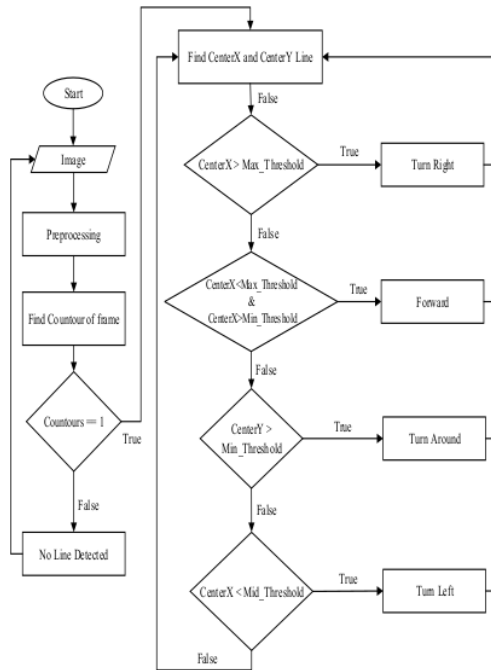 Start
Image
Preprocessing
Find Countour of frame
Countours == 1
True
False
No Line Detected
Find CenterX and CenterY Line
False
CenterX > Max_Threshold
True
Turn Right
False
CenterX<Max_Threshold
&
CenterX>Min_Threshold
True
Forward
False
CenterY >
Min_Threshold
True
Turn Around
False
CenterX < Mid_Threshold
True
Turn Left
False